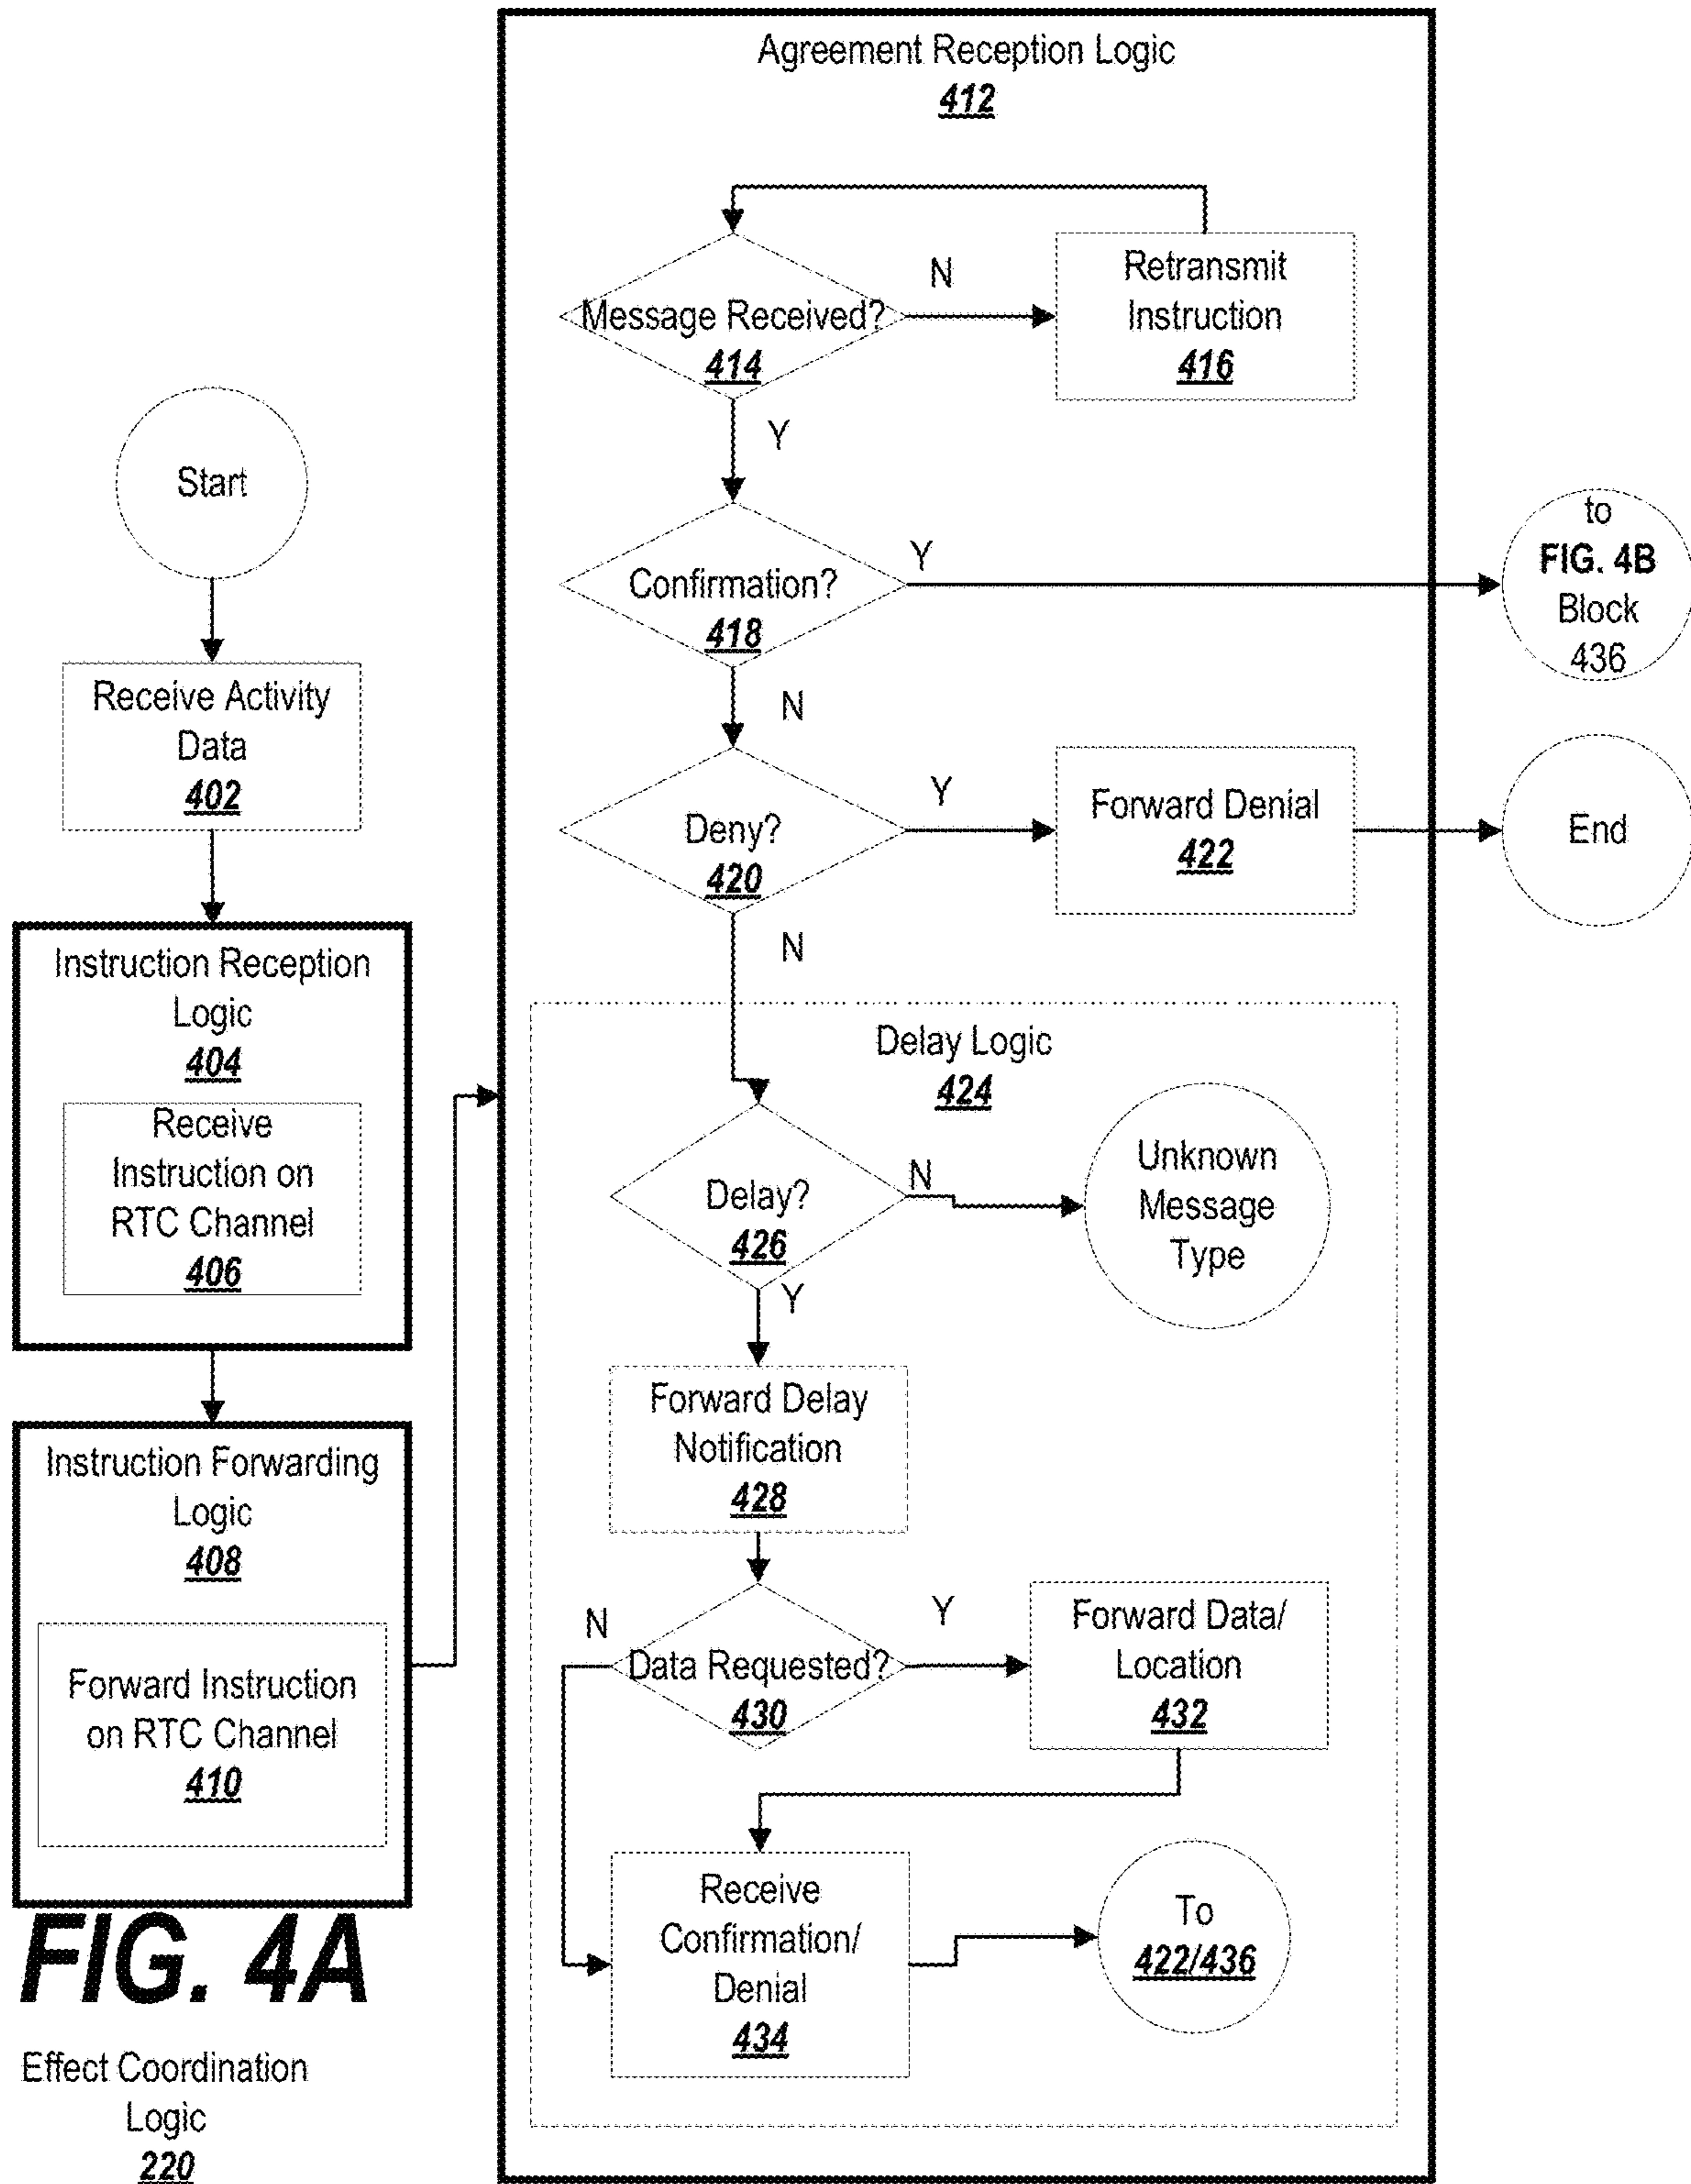 Start
Receive Activity
Data
402
Instruction Reception
Logic
404
Receive
Instruction on
RTC Channel
406
Instruction Forwarding
Logic
408
Forward Instruction
on RTC Channel
410
FIG. 4A
Effect Coordination
Logic
220
Agreement Reception Logic
412
Message Received?
414
N
Retransmit
Instruction
416
Y
Confirmation?
418
Y
to
FIG. 4B
Block
436
N
Deny?
420
Y
Forward Denial
422
End
N
Delay Logic
424
Delay?
426
N
Unknown
Message
Type
Y
Forward Delay
Notification
428
N
Data Requested?
430
Y
Forward Data/
Location
432
Receive
Confirmation/
Denial
434
To
422/436